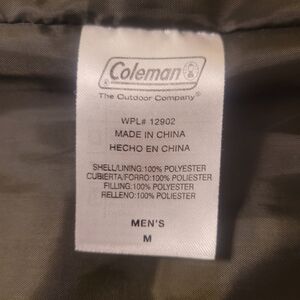 Coleman
The Outdoor Company®
WPL# 12902
MADE IN CHINA
HECHO EN CHINA
SHELL/LINING:100% POLYESTER
CUBIERTA/FORRO:100% POLIESTER
FILLING:100% POLYESTER
RELLENO:100% POLIESTER
MEN'S
M